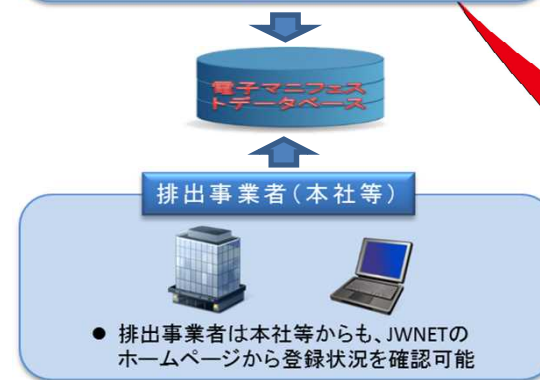 電子マニフェス
トデータベース
排出事業者(本社等)
● 排出事業者は本社等からも、JWNETの
ホームページから登録状況を確認可能